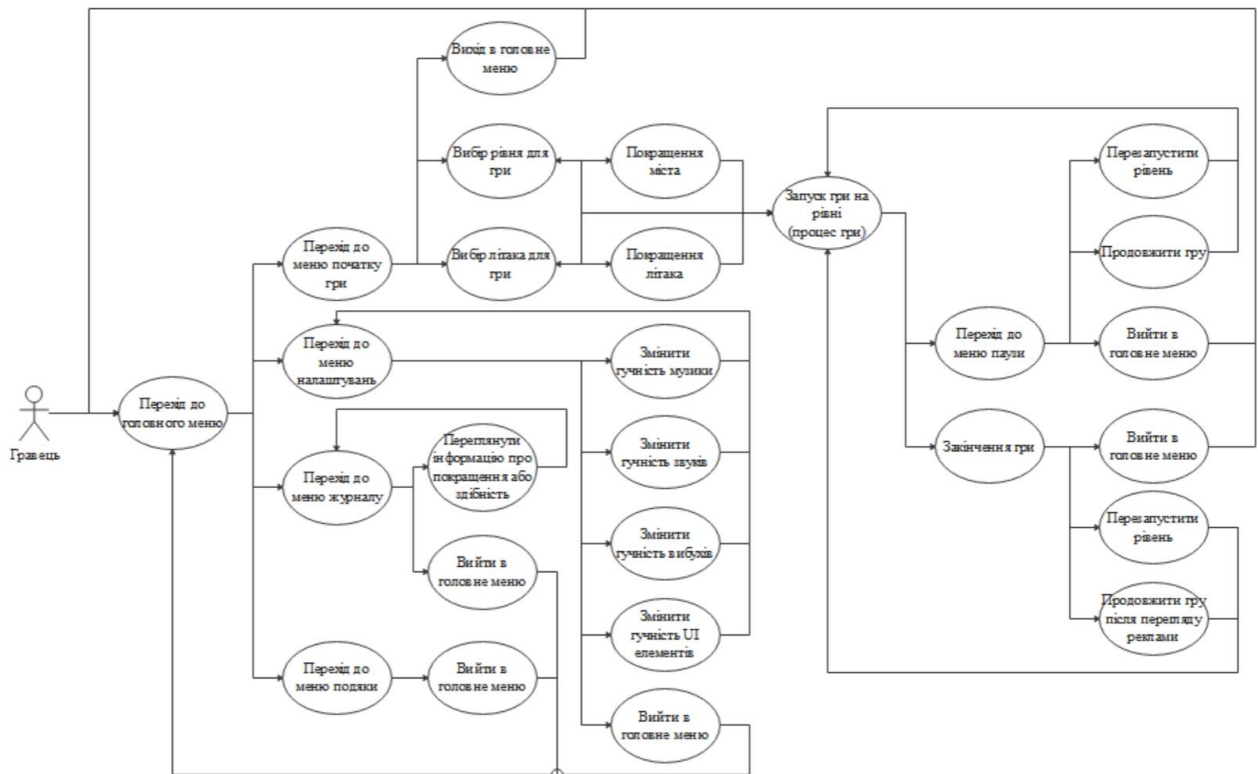 Гравець
Перехід до
головного меню
Перехід до
меню початку
гри
Вихід в головне
меню
Вибір рівня для
гри
Вибір літака для
гри
Покращення
міста
Покращення
літака
Запуск гри на
рівні
(процес гри)
Перехід до
меню паузи
Перезапустити
рівень
Продовжити гру
Вийти в
головне меню
Закінчення гри
Вийти в
головне меню
Перезапустити
рівень
Продовжити гру
після перегляду
реклами
Перехід до
меню
налаштувань
Змінити
гучність музики
Змінити
гучність звуків
Змінити
гучність вибухів
Змінити
гучність UI
елементів
Вийти в
головне меню
Перехід до
меню журналу
Переглянути
інформацію про
покращення або
здібність
Вийти в
головне меню
Перехід до
меню подяки
Вийти в
головне меню